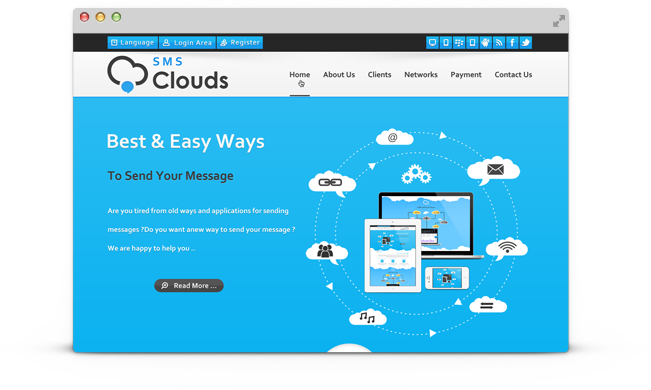 Language Login Area Register
SMS
Clouds
Home About Us Clients Networks Payment Contact Us
Best & Easy Ways
To Send Your Message
Are you tired from old ways and applications for sending
messages ?Do you want anew way to send your message ?
We are happy to help you ..
Read More ...
@